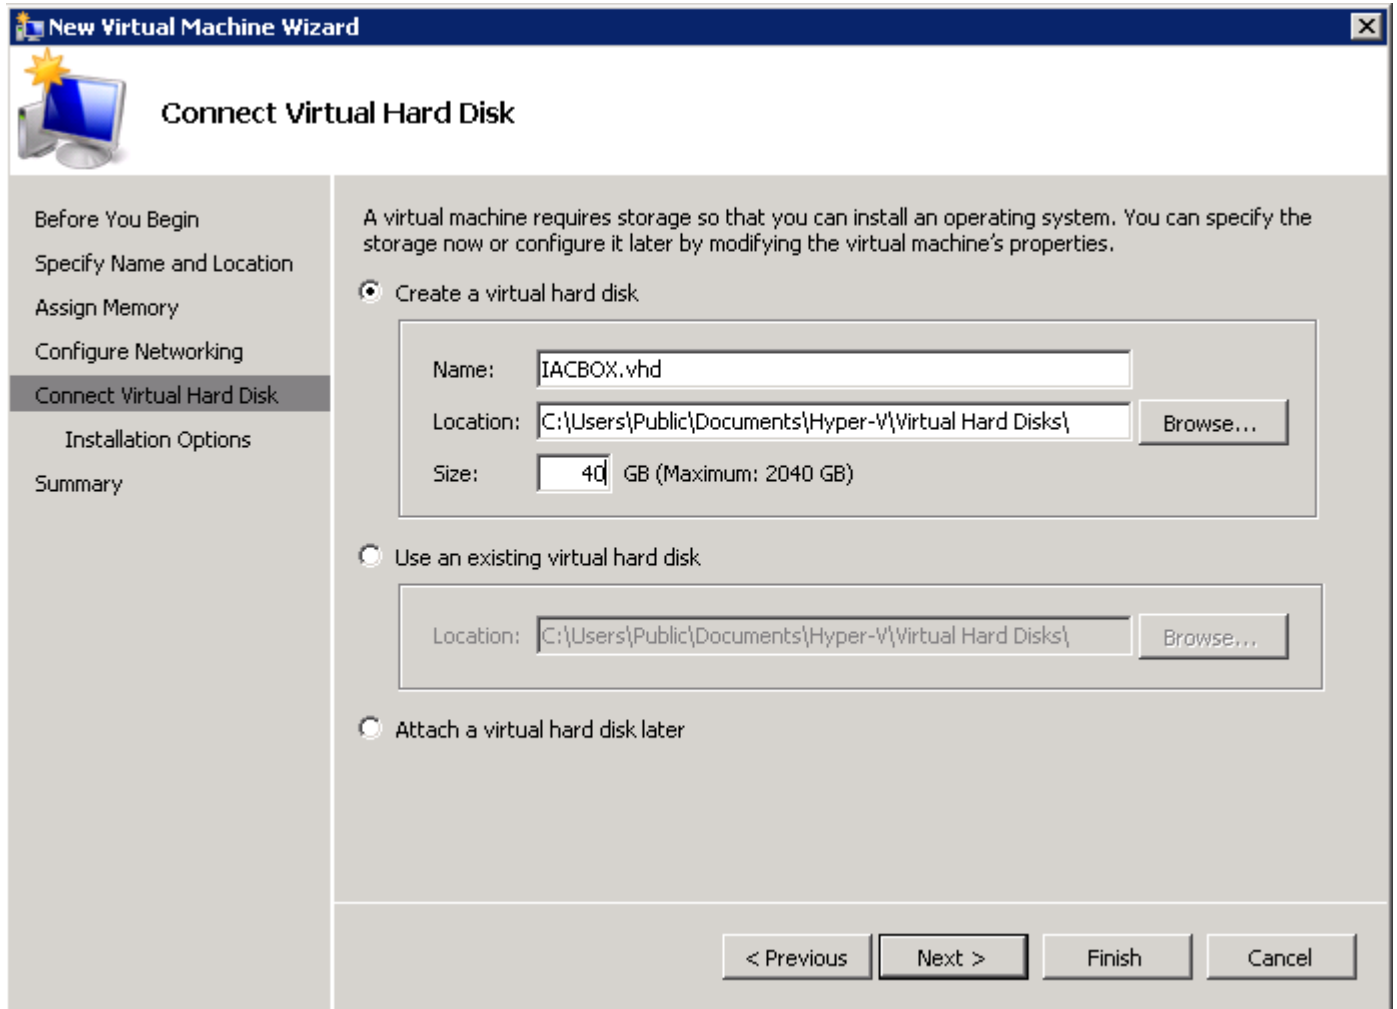 New Virtual Machine Wizard
Connect Virtual Hard Disk
Before You Begin
Specify Name and Location
Assign Memory
Configure Networking
Connect Virtual Hard Disk
Installation Options
Summary
A virtual machine requires storage so that you can install an operating system. You can specify the
storage now or configure it later by modifying the virtual machine's properties.
Create a virtual hard disk
Name: IACBOX.vhd
Location: C:\Users\Public\Documents\Hyper-V\Virtual Hard Disks\ Browse...
Size: 40 GB (Maximum: 2040 GB)
Use an existing virtual hard disk
Location: C:\Users\Public\Documents\Hyper-V\Virtual Hard Disks\ Browse...
Attach a virtual hard disk later
< Previous Next > Finish Cancel